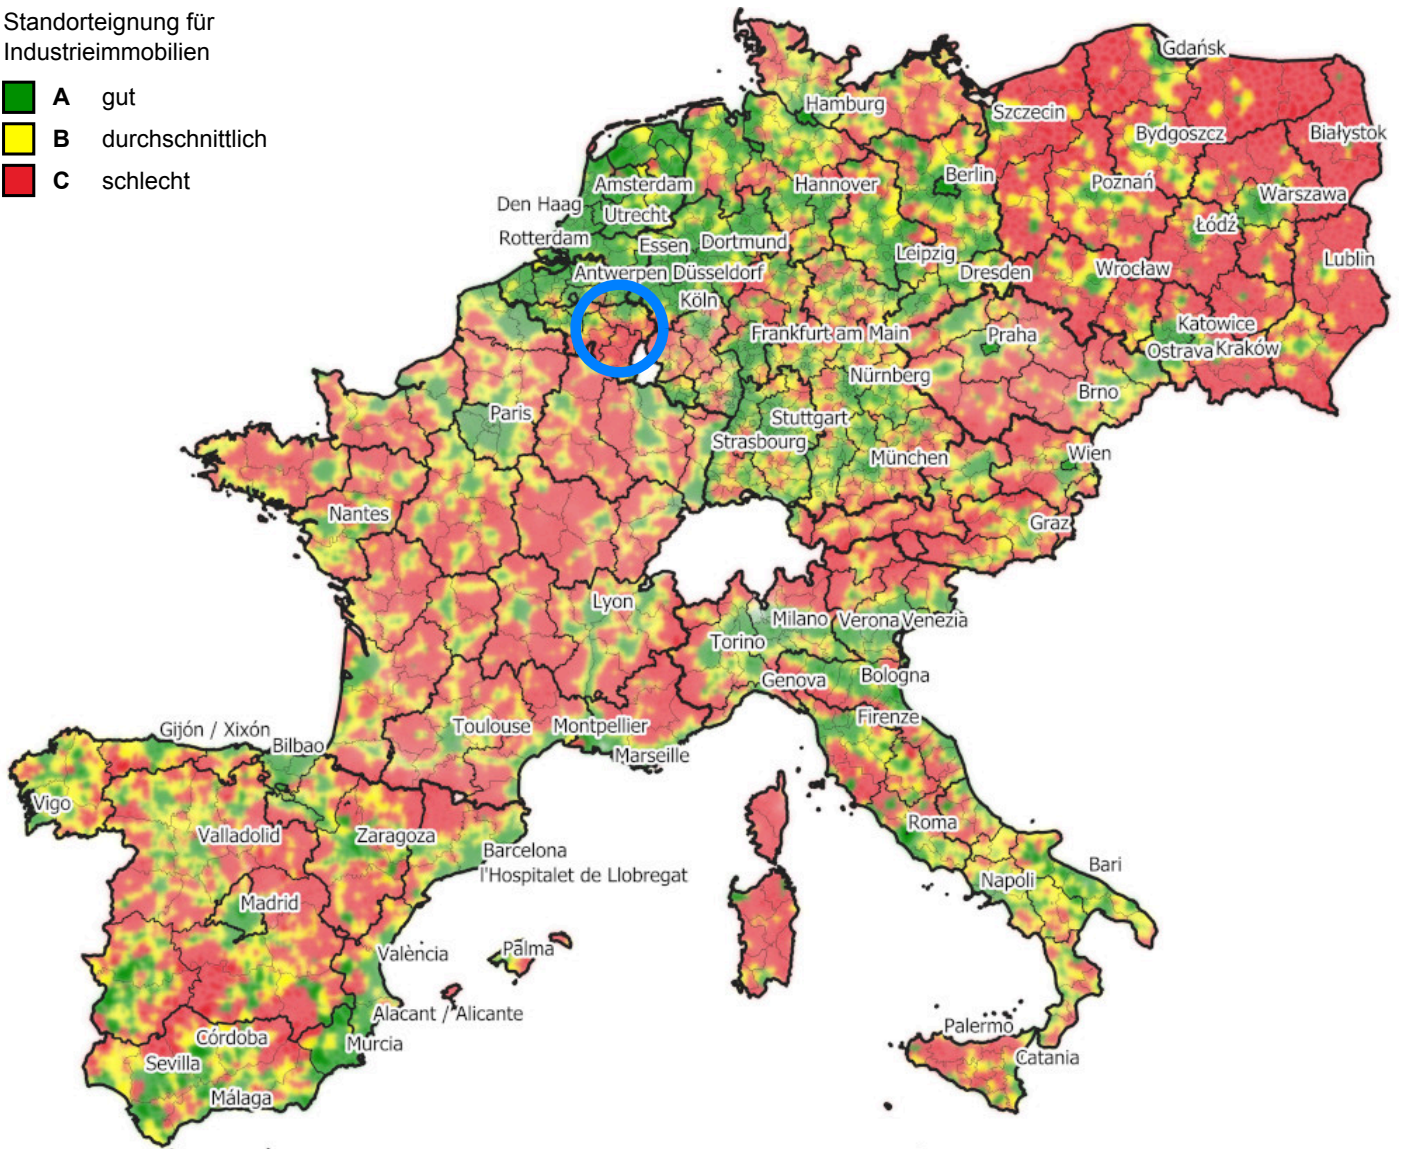 Standorteignung für
Industrieimmobilien
A gut
B durchschnittlich
C schlecht
Gdańsk
Hamburg
Szczecin
Bydgoszcz
Białystok
Amsterdam
Hannover
Berlin
Poznań
Warszawa
Den Haag
Utrecht
Łódź
Rotterdam
Essen
Dortmund
Leipzig
Lublin
Antwerpen
Düsseldorf
Dresden
Wrocław
Köln
Frankfurt am Main
Praha
Katowice
Ostrava
Kraków
Nürnberg
Brno
Paris
Stuttgart
Strasbourg
München
Wien
Nantes
Graz
Lyon
Milano
Verona
Venezia
Torino
Genova
Bologna
Firenze
Gijón / Xixón
Bilbao
Toulouse
Montpellier
Marseille
Vigo
Valladolid
Zaragoza
Roma
Barcelona
l'Hospitalet de Llobregat
Bari
Napoli
Madrid
València
Palma
Alacant / Alicante
Palermo
Córdoba
Murcia
Catania
Sevilla
Málaga